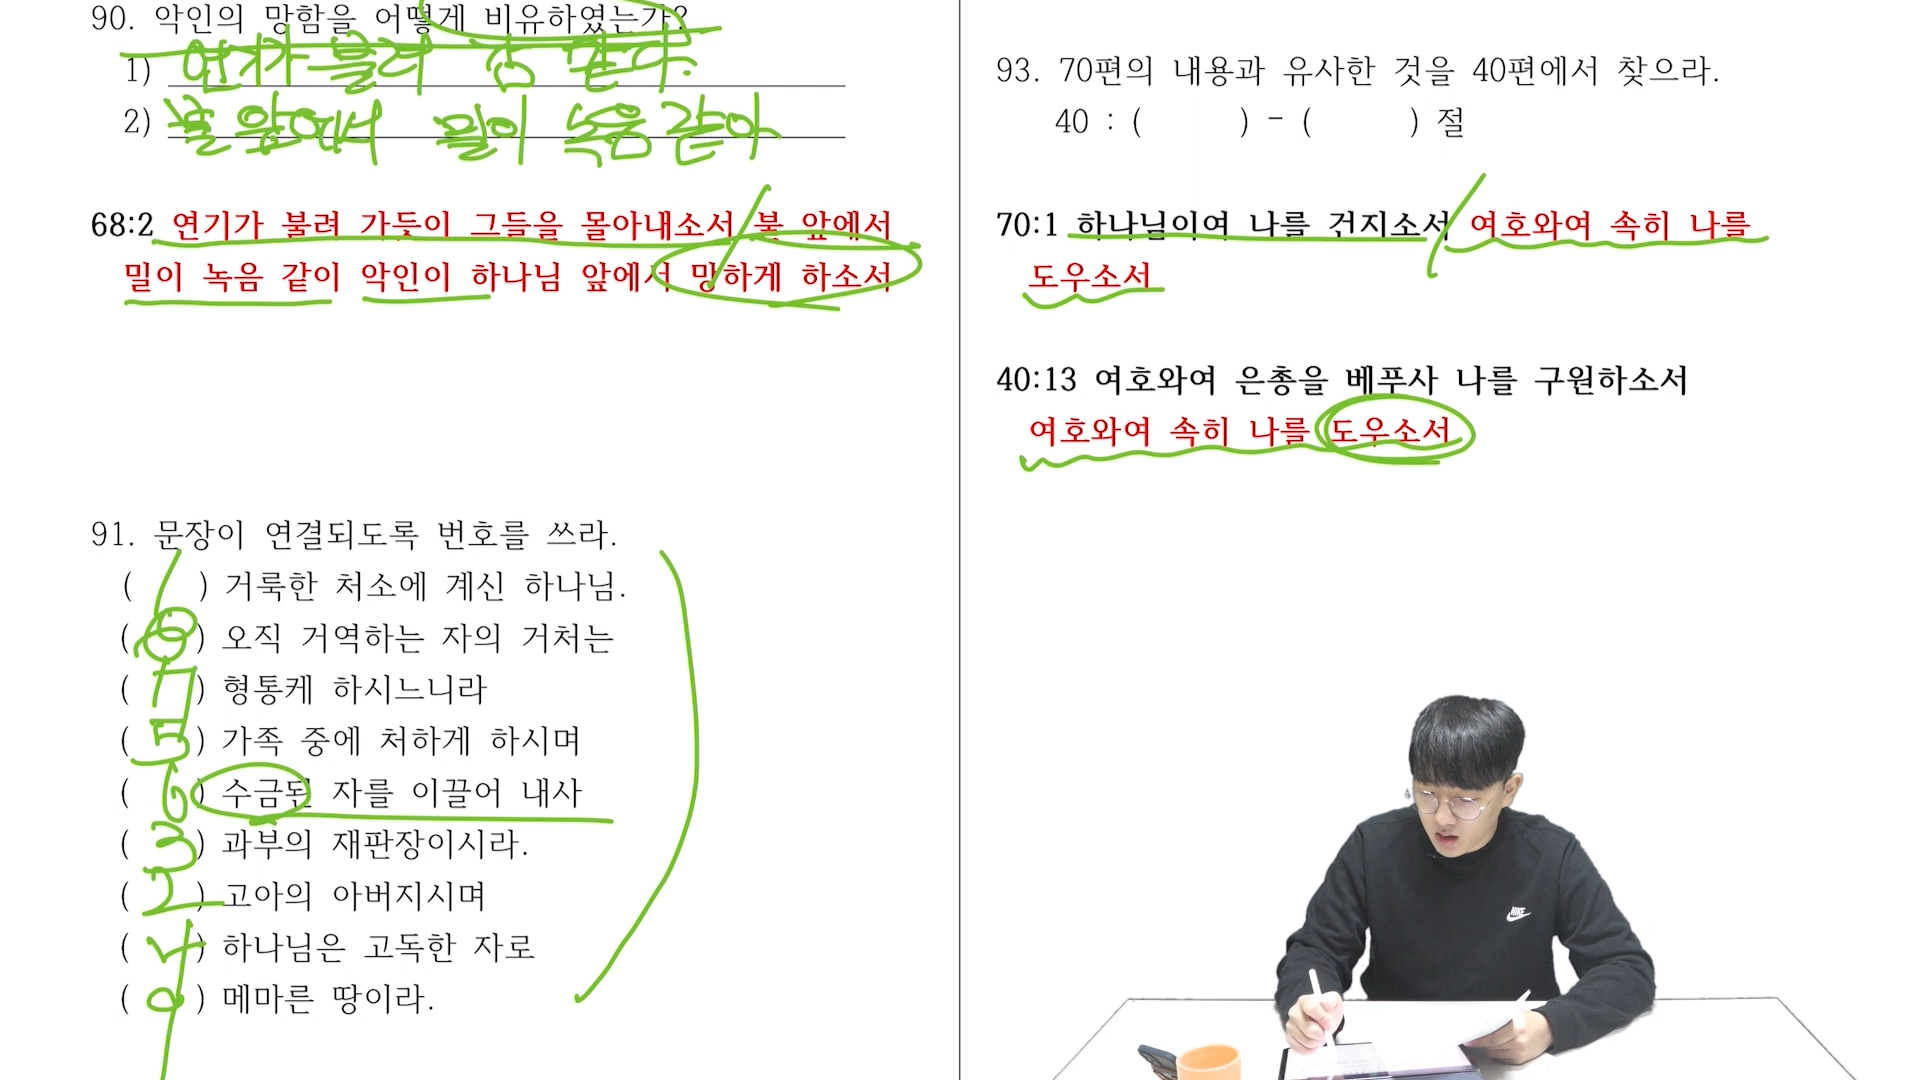 90. 악인의 망함을 어떻게 비유하였는가?
1) 연기가 불려 감 같다.
2) 불 앞에서 밀이 녹음 같아
68:2 연기가 불려 가듯이 그들을 몰아내소서 불 앞에서
밀이 녹음 같이 악인이 하나님 앞에서 망하게 하소서
91. 문장이 연결되도록 번호를 쓰라.
( 1 ) 거룩한 처소에 계신 하나님.
( 8 ) 오직 거역하는 자의 거처는
( 7 ) 형통케 하시느니라
( 5 ) 가족 중에 처하게 하시며
( 6 ) 수금된 자를 이끌어 내사
( 3 ) 과부의 재판장이시라.
( 2 ) 고아의 아버지시며
( 4 ) 하나님은 고독한 자로
( 9 ) 메마른 땅이라.
93. 70편의 내용과 유사한 것을 40편에서 찾으라.
40 : (          ) - (          ) 절
70:1 하나님이여 나를 건지소서 여호와여 속히 나를
도우소서
40:13 여호와여 은총을 베푸사 나를 구원하소서
여호와여 속히 나를 도우소서
NIKE